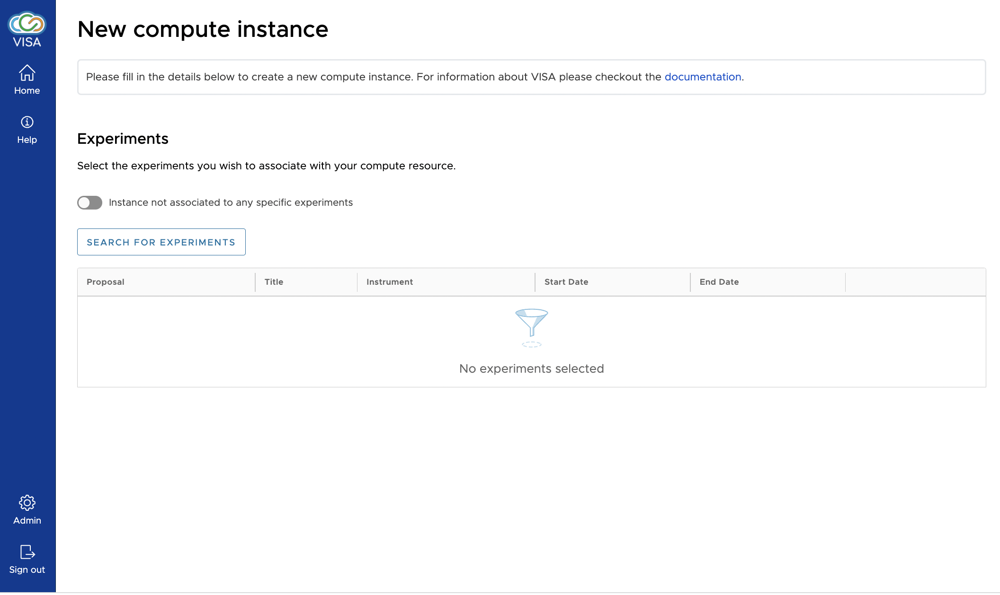 VISA
Home
Help
Admin
Sign out
New compute instance
Please fill in the details below to create a new compute instance. For information about VISA please checkout the documentation.
Experiments
Select the experiments you wish to associate with your compute resource.
Instance not associated to any specific experiments
SEARCH FOR EXPERIMENTS
Proposal Title Instrument Start Date End Date
No experiments selected